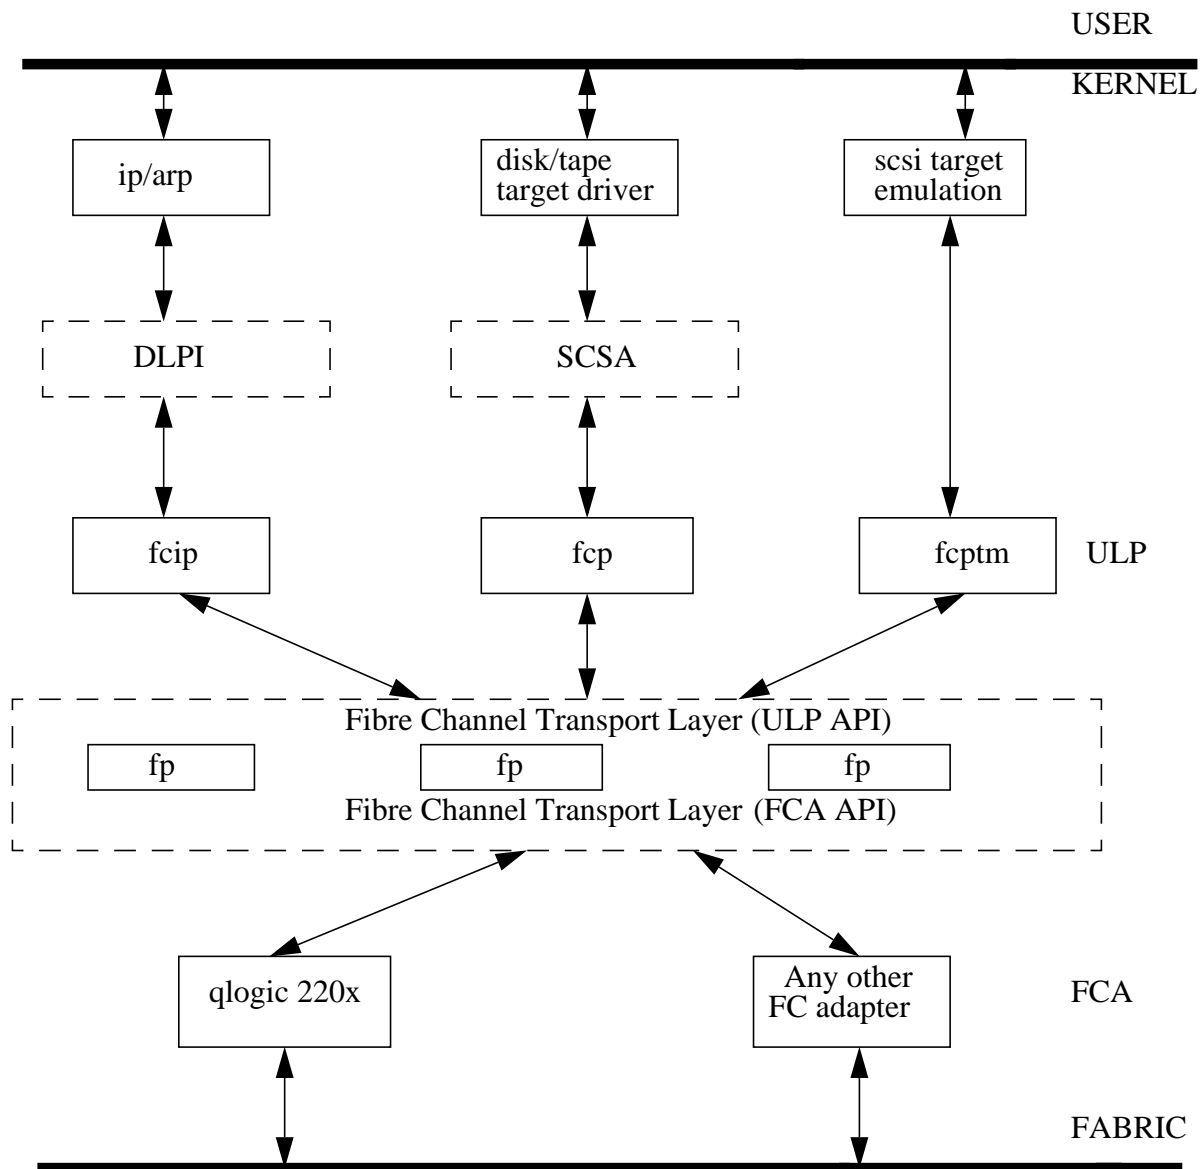 USER
KERNEL
ip/arp
disk/tape
target driver
scsi target
emulation
DLPI
SCSA
fcip
fcp
fcptm
ULP
Fibre Channel Transport Layer (ULP API)
fp
fp
fp
Fibre Channel Transport Layer (FCA API)
qlogic 220x
Any other
FC adapter
FCA
FABRIC